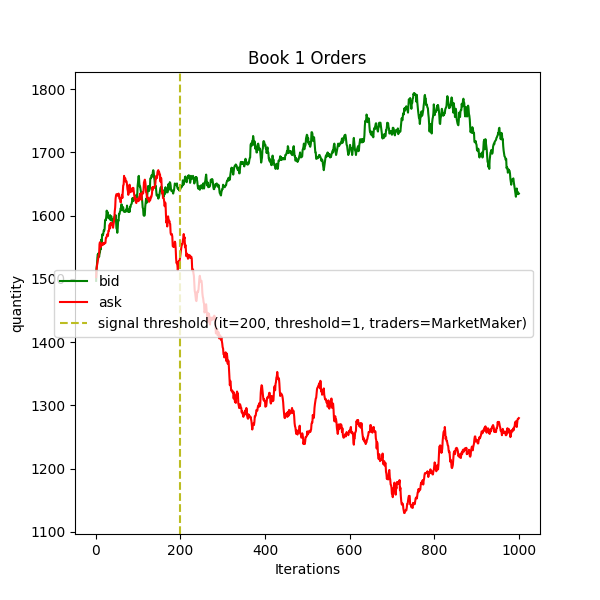 Book 1 Orders
1800
1700
1600
1500
1400
1300
1200
1100
quantity
bid
ask
signal threshold (it=200, threshold=1, traders=MarketMaker)
0 200 400 600 800 1000
Iterations